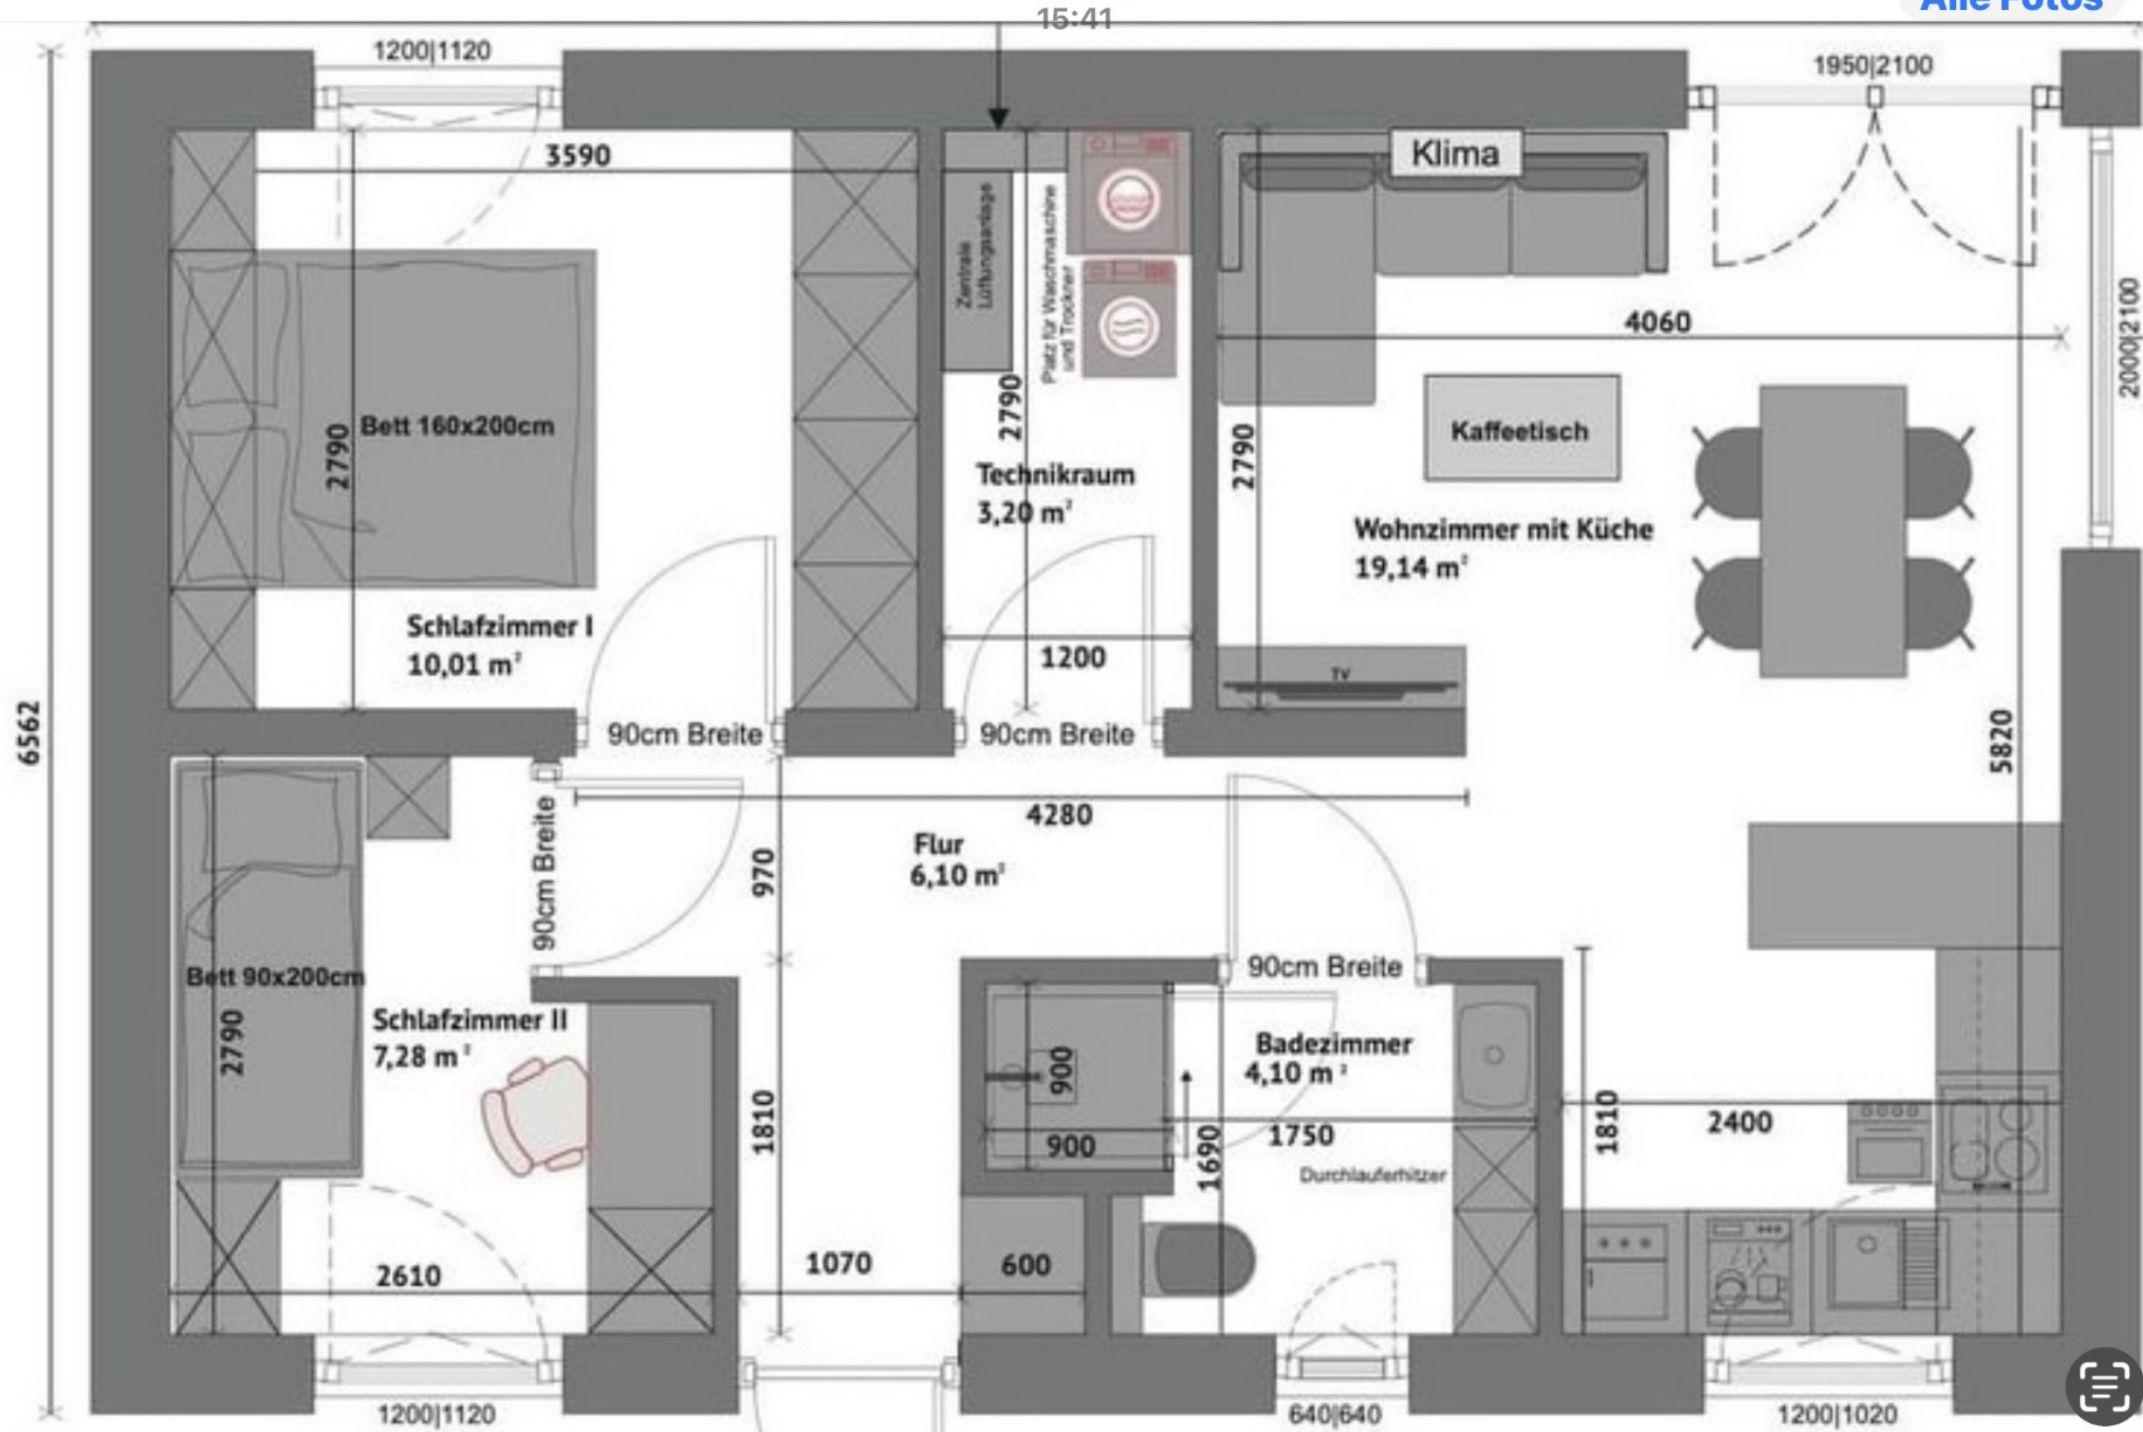 15:41
Alle Fotos
1200|1120
1950|2100
3590
Klima
Zentrale
Lüftungsanlage
Platz für Waschmaschine
und Trockner
4060
2000|2100
Bett 160x200cm
2790
2790
2790
Kaffeetisch
Technikraum
3,20 m²
Wohnzimmer mit Küche
19,14 m²
Schlafzimmer I
10,01 m²
1200
TV
6562
90cm Breite
90cm Breite
5820
4280
90cm Breite
Flur
6,10 m²
970
Bett 90x200cm
90cm Breite
Schlafzimmer II
7,28 m²
2790
Badezimmer
4,10 m²
900
900
1750
1690
Durchlauferhitzer
1810
1810
2400
2610
1070
600
1200|1120
640|640
1200|1020